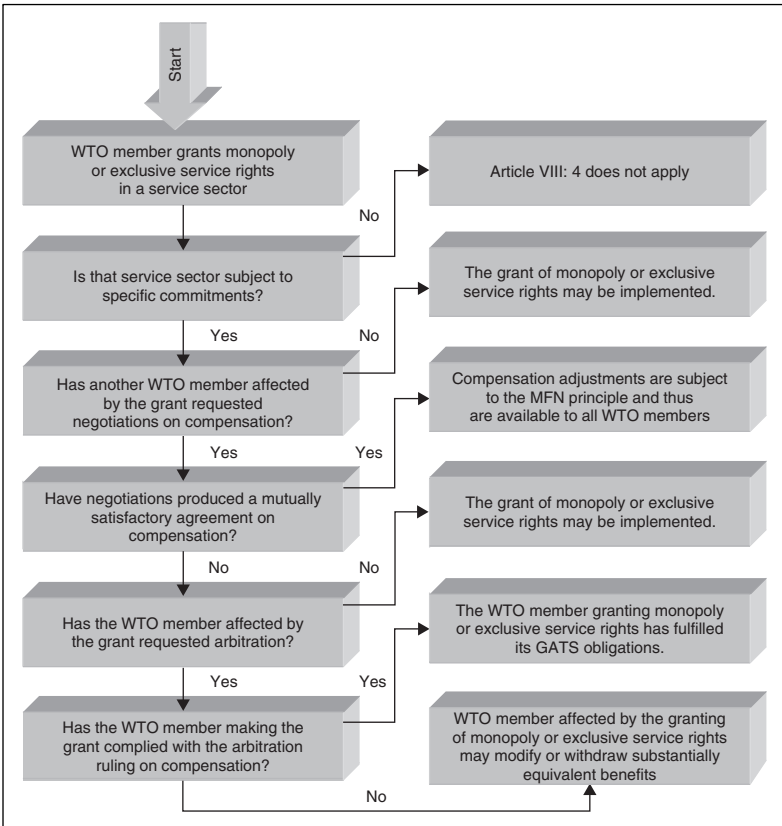 Start
WTO member grants monopoly
or exclusive service rights
in a service sector
Article VIII: 4 does not apply
No
Is that service sector subject to
specific commitments?
The grant of monopoly or exclusive
service rights may be implemented.
Yes
No
Has another WTO member affected
by the grant requested
negotiations on compensation?
Compensation adjustments are subject
to the MFN principle and thus
are available to all WTO members
Yes
Yes
Have negotiations produced a mutually
satisfactory agreement on
compensation?
The grant of monopoly or exclusive
service rights may be implemented.
No
No
Has the WTO member affected by
the grant requested arbitration?
The WTO member granting monopoly
or exclusive service rights has fulfilled
its GATS obligations.
Yes
Yes
Has the WTO member making the
grant complied with the arbitration
ruling on compensation?
WTO member affected by the granting
of monopoly or exclusive service rights
may modify or withdraw substantially
equivalent benefits
No